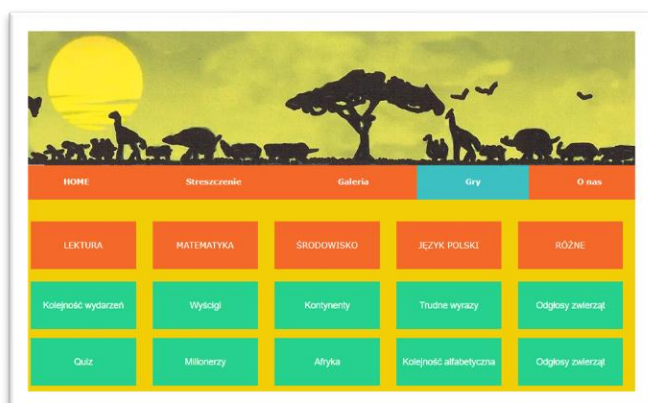 HOME Streszczenie Galeria Gry O nas
LEKTURA MATEMATYKA ŚRODOWISKO JĘZYK POLSKI RÓŻNE
Kolejność wydarzeń Wyścigi Kontynenty Trudne wyrazy Odgłosy zwierząt
Quiz Milionerzy Afryka Kolejność alfabetyczna Odgłosy zwierząt